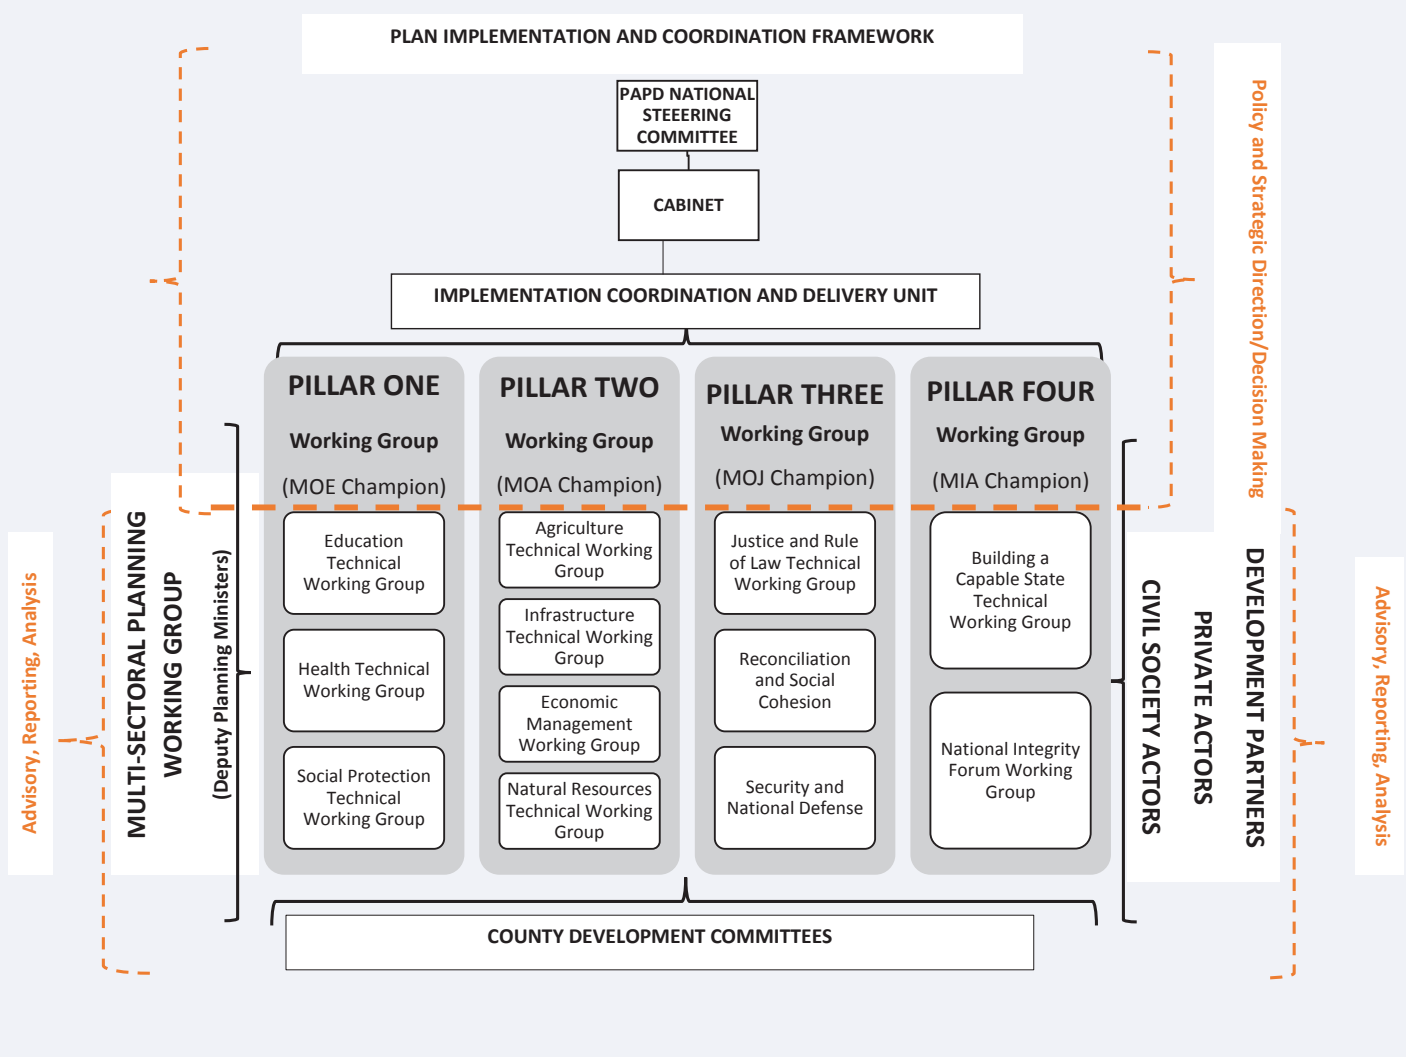 PLAN IMPLEMENTATION AND COORDINATION FRAMEWORK
PAPD NATIONAL
STEEERING
COMMITTEE
CABINET
IMPLEMENTATION COORDINATION AND DELIVERY UNIT
PILLAR ONE
Working Group
(MOE Champion)
Education
Technical
Working Group
Health Technical
Working Group
Social Protection
Technical
Working Group
PILLAR TWO
Working Group
(MOA Champion)
Agriculture
Technical Working
Group
Infrastructure
Technical Working
Group
Economic
Management
Working Group
Natural Resources
Technical Working
Group
PILLAR THREE
Working Group
(MOJ Champion)
Justice and Rule
of Law Technical
Working Group
Reconciliation
and Social
Cohesion
Security and
National Defense
PILLAR FOUR
Working Group
(MIA Champion)
Building a
Capable State
Technical
Working Group
National Integrity
Forum Working
Group
COUNTY DEVELOPMENT COMMITTEES
Advisory, Reporting, Analysis
MULTI-SECTORAL PLANNING
WORKING GROUP
(Deputy Planning Ministers)
Policy and Strategic Direction/Decision Making
DEVELOPMENT PARTNERS
PRIVATE ACTORS
CIVIL SOCIETY ACTORS
Advisory, Reporting, Analysis